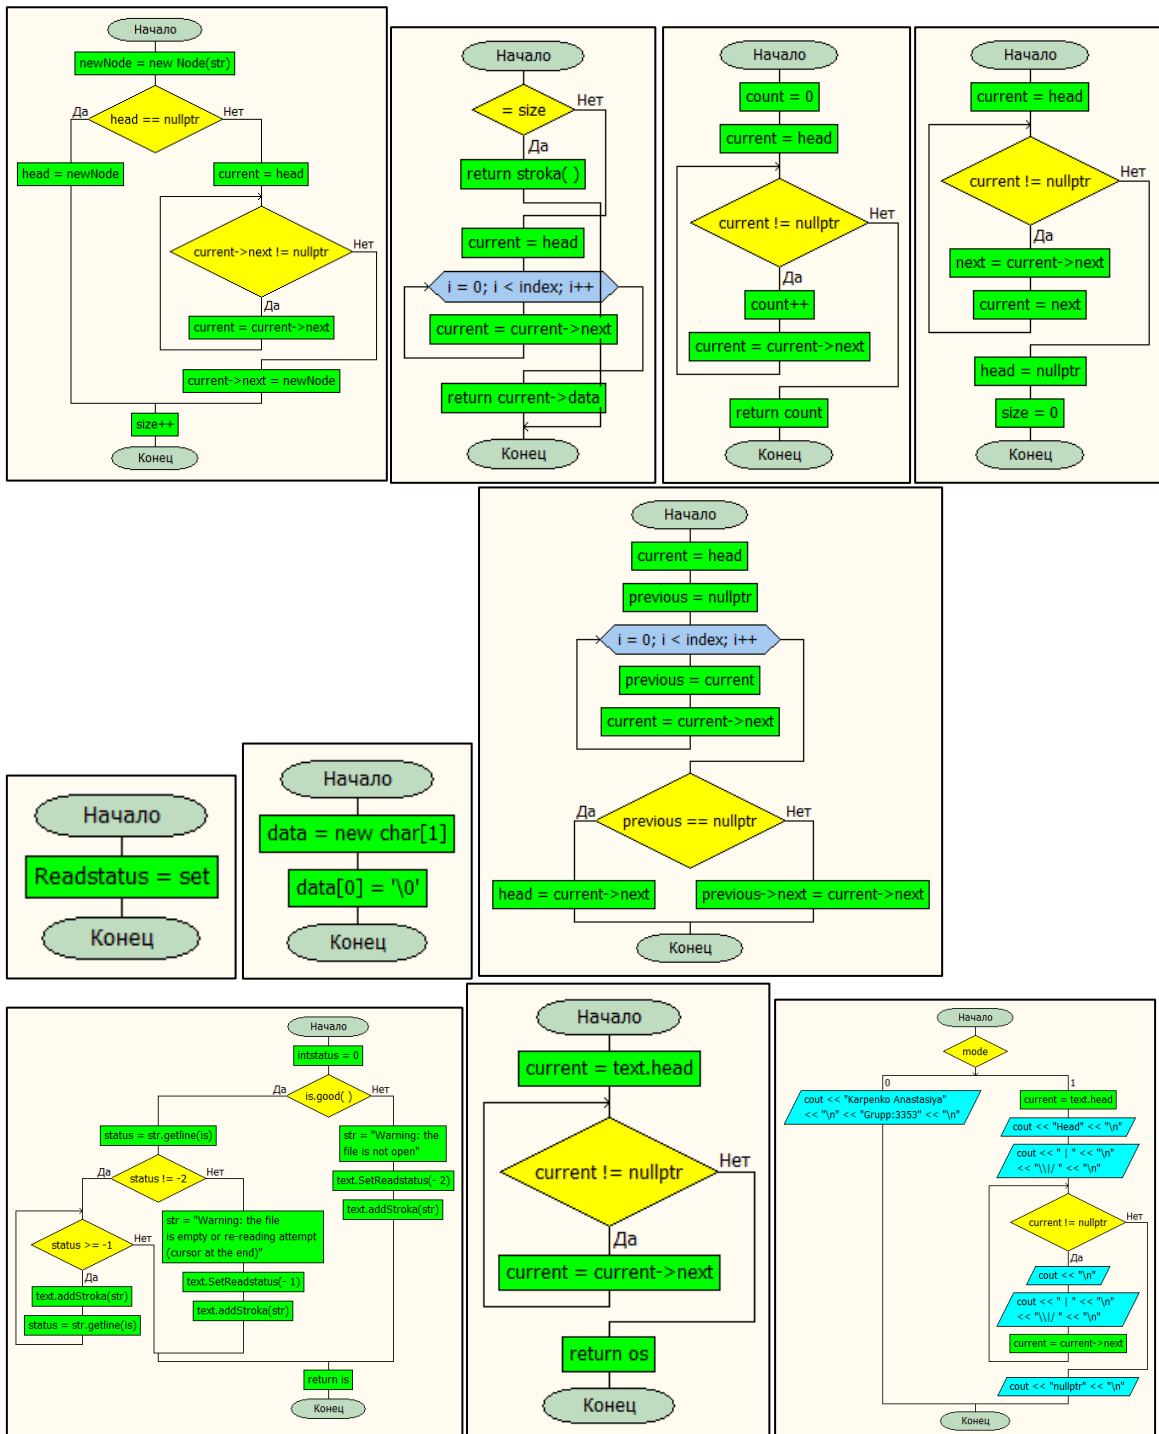 Начало
newNode = new Node(str)
Да
head == nullptr
Нет
head = newNode
current = head
current->next != nullptr
Нет
Да
current = current->next
current->next = newNode
size++
Конец
Начало
= size
Нет
Да
return stroka( )
current = head
i = 0; i < index; i++
current = current->next
return current->data
Конец
Начало
count = 0
current = head
current != nullptr
Нет
Да
count++
current = current->next
return count
Конец
Начало
current = head
current != nullptr
Нет
Да
next = current->next
current = next
head = nullptr
size = 0
Конец
Начало
current = head
previous = nullptr
i = 0; i < index; i++
previous = current
current = current->next
Да
previous == nullptr
Нет
head = current->next
previous->next = current->next
Конец
Начало
Readstatus = set
Конец
Начало
data = new char[1]
data[0] = '\0'
Конец
Начало
intstatus = 0
Да
is.good( )
Нет
status = str.getline(is)
str = "Warning: the
file is not open"
Да
status != -2
Нет
text.SetReadstatus(- 2)
text.addStroka(str)
str = "Warning: the file
is empty or re-reading attempt
(cursor at the end)"
status >= -1
Нет
Да
text.SetReadstatus(- 1)
text.addStroka(str)
text.addStroka(str)
status = str.getline(is)
return is
Конец
Начало
current = text.head
current != nullptr
Нет
Да
current = current->next
return os
Конец
Начало
mode
0
1
cout << "Karpenko Anastasiya"
<< "\n" << "Grupp:3353" << "\n"
current = text.head
cout << "Head" << "\n"
cout << " | " << "\n"
<< "\\|/ " << "\n"
current != nullptr
Нет
Да
cout << "\n"
cout << " | " << "\n"
<< "\\|/ " << "\n"
current = current->next
cout << "nullptr" << "\n"
Конец